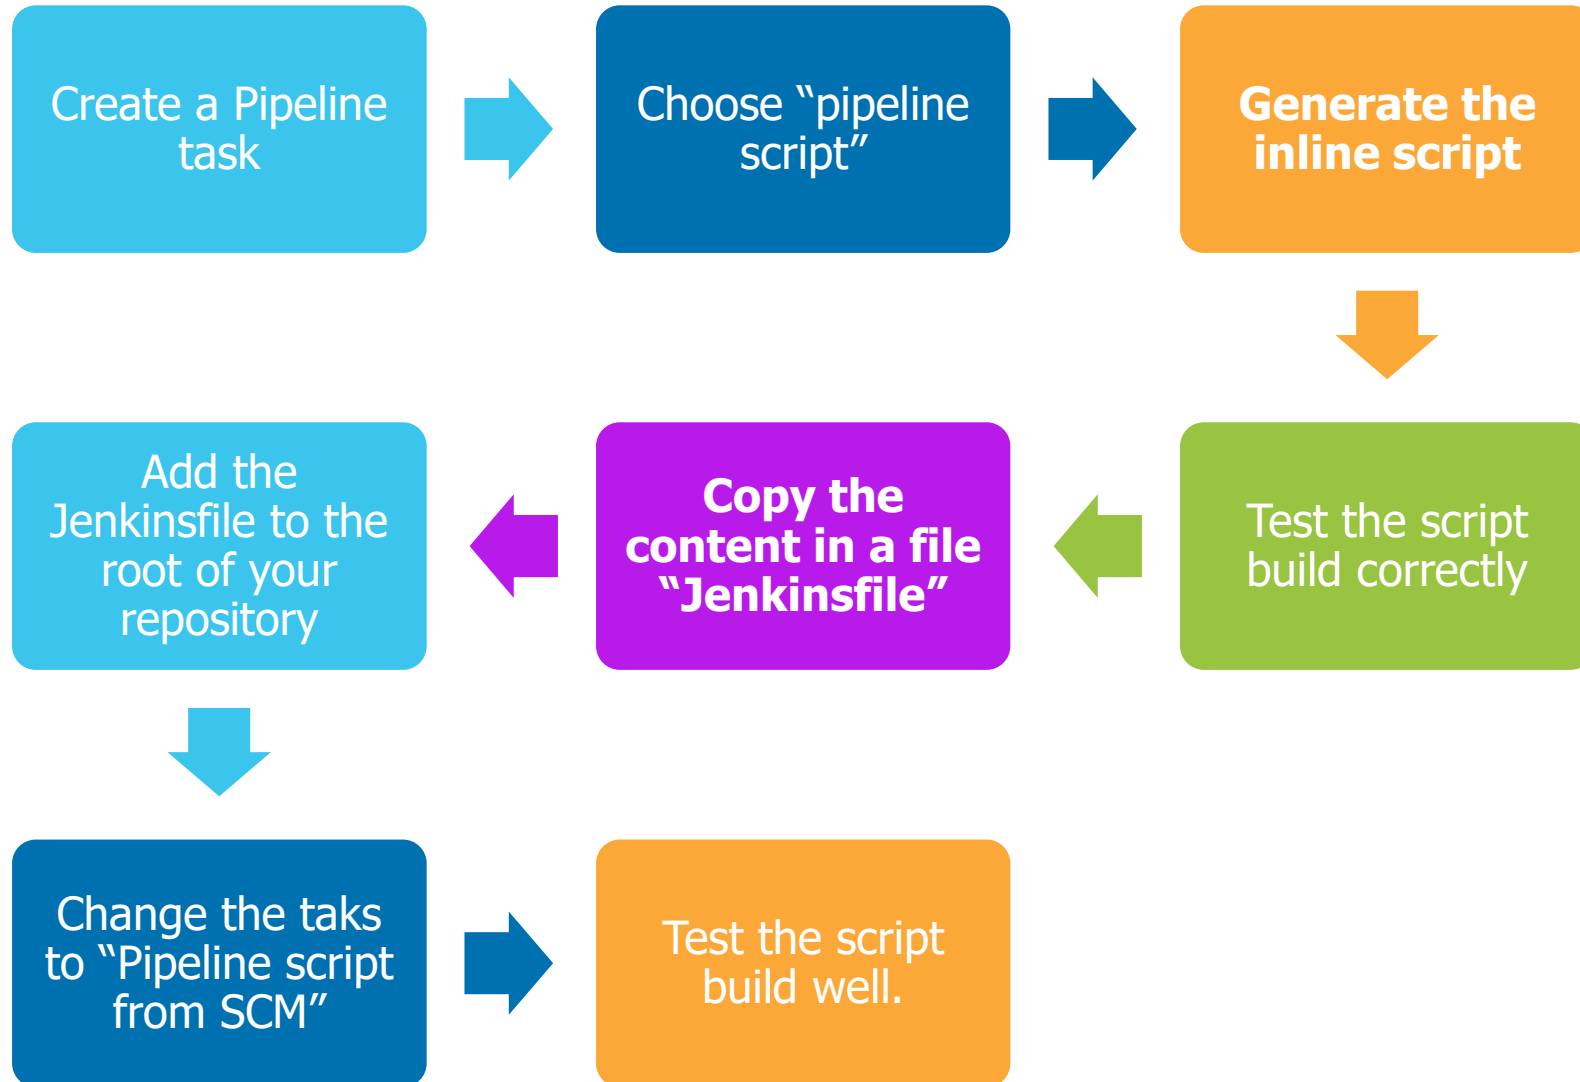 Create a Pipeline
task
Choose “pipeline
script”
Generate the
inline script
Test the script
build correctly
Copy the
content in a file
“Jenkinsfile”
Add the
Jenkinsfile to the
root of your
repository
Change the taks
to “Pipeline script
from SCM”
Test the script
build well.